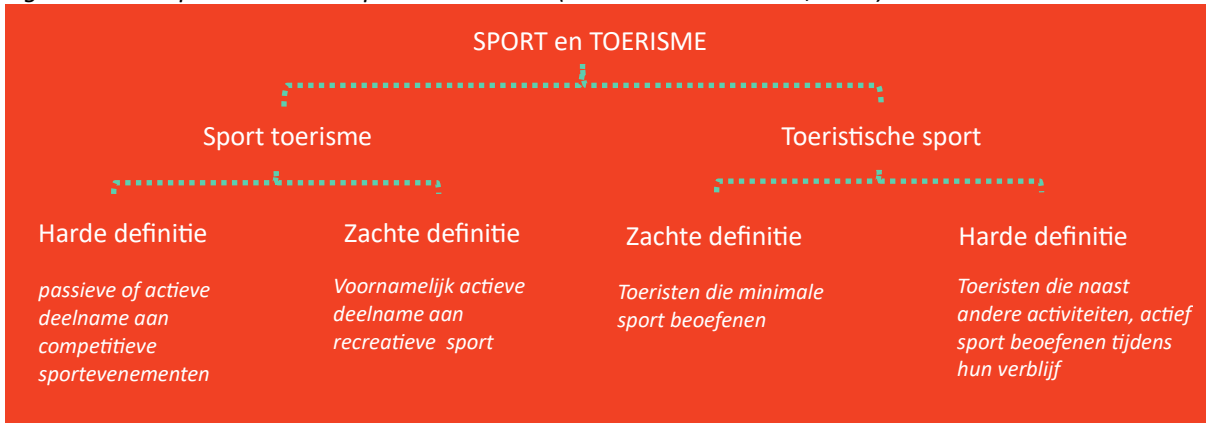 SPORT en TOERISME
Sport toerisme
Toeristische sport
Harde definitie
passieve of actieve
deelname aan
competitieve
sportevenementen
Zachte definitie
Voornamelijk actieve
deelname aan
recreatieve sport
Zachte definitie
Toeristen die minimale
sport beoefenen
Harde definitie
Toeristen die naast
andere activiteiten, actief
sport beoefenen tijdens
hun verblijf